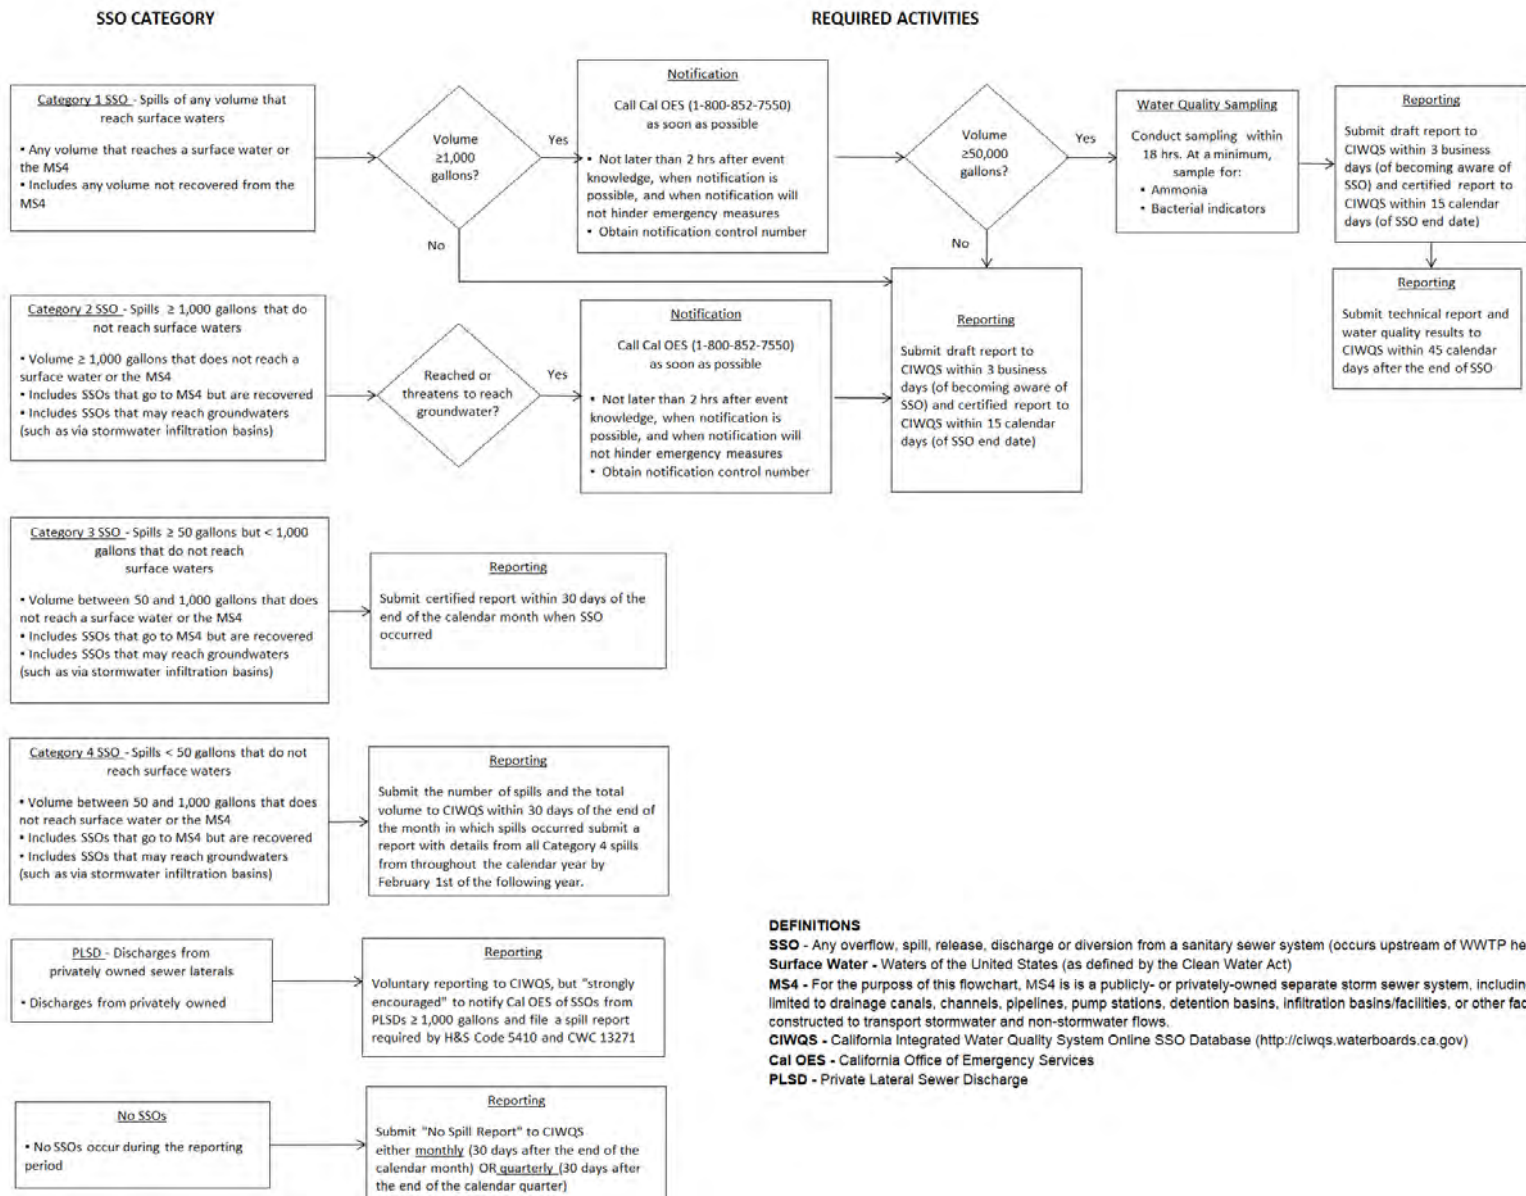 SSO CATEGORY
REQUIRED ACTIVITIES
Category 1 SSO - Spills of any volume that
reach surface waters
• Any volume that reaches a surface water or
the MS4
• Includes any volume not recovered from the
MS4
Volume
≥1,000
gallons?
Yes
No
Notification
Call Cal OES (1-800-852-7550)
as soon as possible
• Not later than 2 hrs after event
knowledge, when notification is
possible, and when notification will
not hinder emergency measures
• Obtain notification control number
Volume
≥50,000
gallons?
Yes
No
Water Quality Sampling
Conduct sampling within
18 hrs. At a minimum,
sample for:
• Ammonia
• Bacterial indicators
Reporting
Submit draft report to
CIWQS within 3 business
days (of becoming aware of
SSO) and certified report to
CIWQS within 15 calendar
days (of SSO end date)
Reporting
Submit technical report and
water quality results to
CIWQS within 45 calendar
days after the end of SSO
Category 2 SSO - Spills ≥ 1,000 gallons that do
not reach surface waters
• Volume ≥ 1,000 gallons that does not reach a
surface water or the MS4
• Includes SSOs that go to MS4 but are recovered
• Includes SSOs that may reach groundwaters
(such as via stormwater infiltration basins)
Reached or
threatens to reach
groundwater?
Yes
Notification
Call Cal OES (1-800-852-7550)
as soon as possible
• Not later than 2 hrs after event
knowledge, when notification is
possible, and when notification will
not hinder emergency measures
• Obtain notification control number
Reporting
Submit draft report to
CIWQS within 3 business
days (of becoming aware of
SSO) and certified report to
CIWQS within 15 calendar
days (of SSO end date)
Category 3 SSO - Spills ≥ 50 gallons but < 1,000
gallons that do not reach
surface waters
• Volume between 50 and 1,000 gallons that does
not reach a surface water or the MS4
• Includes SSOs that go to MS4 but are recovered
• Includes SSOs that may reach groundwaters
(such as via stormwater infiltration basins)
Reporting
Submit certified report within 30 days of the
end of the calendar month when SSO
occurred
Category 4 SSO - Spills < 50 gallons that do not
reach surface waters
• Volume between 50 and 1,000 gallons that does
not reach surface water or the MS4
• Includes SSOs that go to MS4 but are recovered
• Includes SSOs that may reach groundwaters
(such as via stormwater infiltration basins)
Reporting
Submit the number of spills and the total
volume to CIWQS within 30 days of the end of
the month in which spills occurred submit a
report with details from all Category 4 spills
from throughout the calendar year by
February 1st of the following year.
PLSD - Discharges from
privately owned sewer laterals
• Discharges from privately owned
Reporting
Voluntary reporting to CIWQS, but "strongly
encouraged" to notify Cal OES of SSOs from
PLSDs ≥ 1,000 gallons and file a spill report
required by H&S Code 5410 and CWC 13271
No SSOs
• No SSOs occur during the reporting
period
Reporting
Submit "No Spill Report" to CIWQS
either monthly (30 days after the end of the
calendar month) OR quarterly (30 days after
the end of the calendar quarter)
DEFINITIONS
SSO - Any overflow, spill, release, discharge or diversion from a sanitary sewer system (occurs upstream of WWTP he
Surface Water - Waters of the United States (as defined by the Clean Water Act)
MS4 - For the purposs of this flowchart, MS4 is is a publicly- or privately-owned separate storm sewer system, includin
limited to drainage canals, channels, pipelines, pump stations, detention basins, infiltration basins/facilities, or other fac
constructed to transport stormwater and non-stormwater flows.
CIWQS - California Integrated Water Quality System Online SSO Database (http://ciwqs.waterboards.ca.gov)
Cal OES - California Office of Emergency Services
PLSD - Private Lateral Sewer Discharge